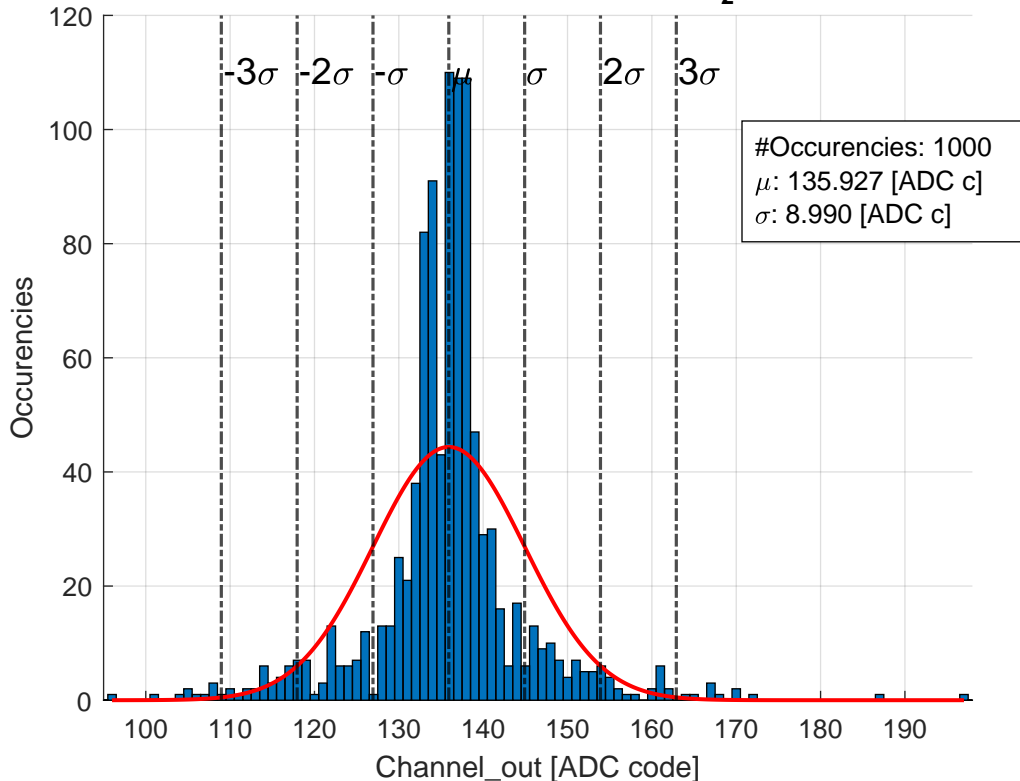 2
120
100
80
60
40
20
0
-3σ -2σ -σ μ σ 2σ 3σ
#Occurencies: 1000
μ: 135.927 [ADC c]
σ: 8.990 [ADC c]
Occurencies
100 110 120 130 140 150 160 170 180 190
Channel_out [ADC code]